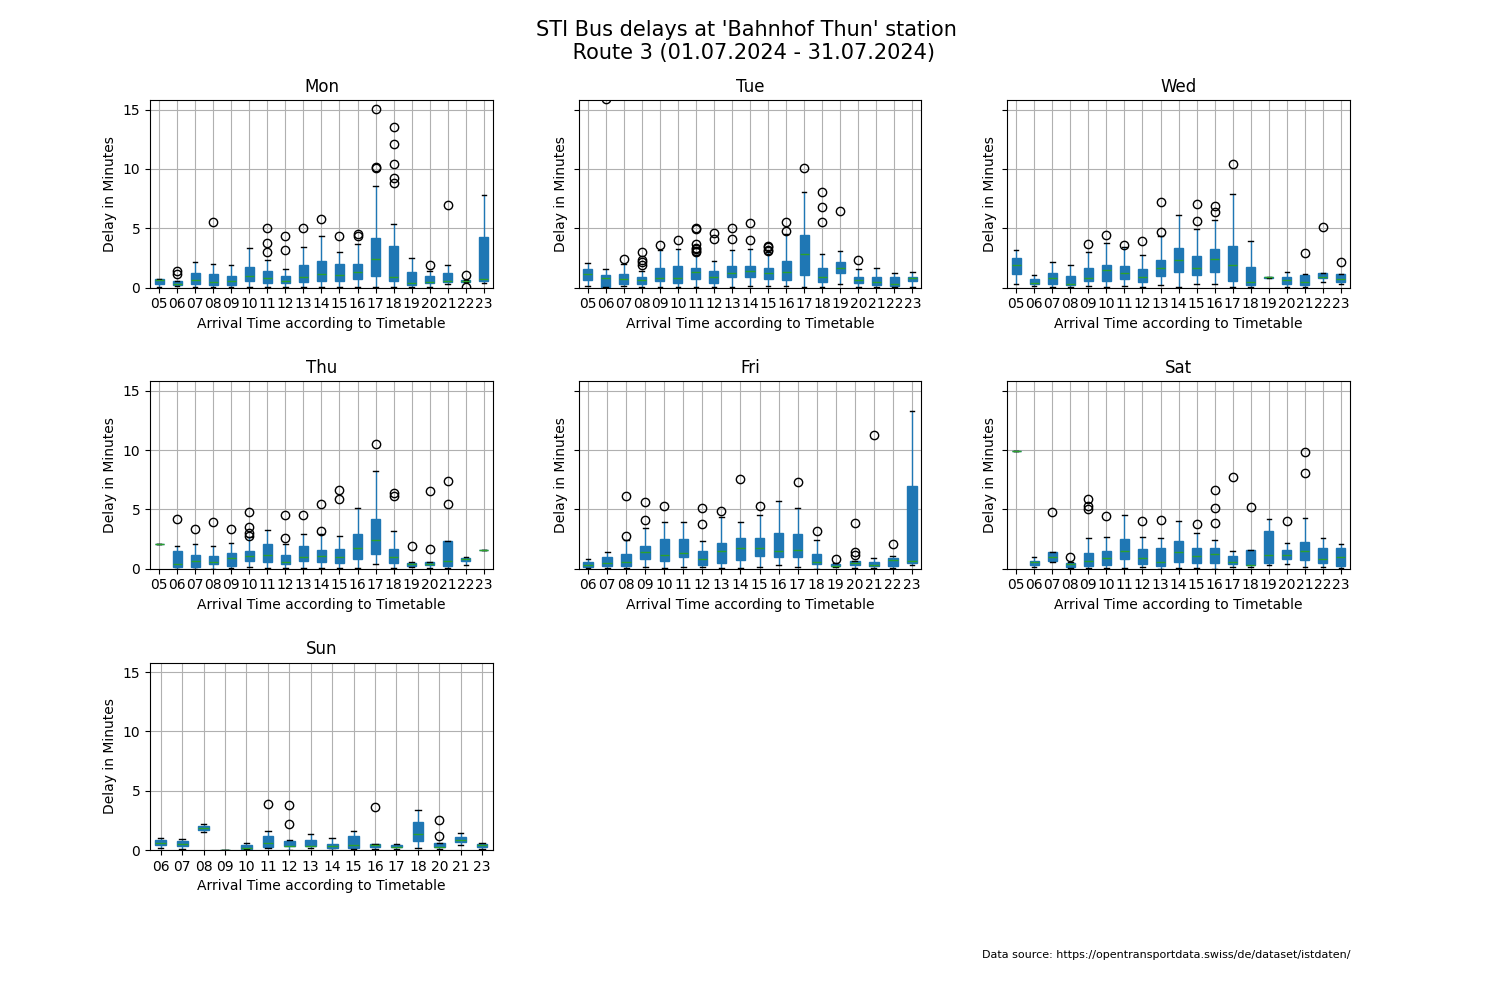 STI Bus delays at 'Bahnhof Thun' station
Route 3 (01.07.2024 - 31.07.2024)
Mon
Tue
Wed
15
10
5
0
Delay in Minutes
Delay in Minutes
Delay in Minutes
05 06 07 08 09 10 11 12 13 14 15 16 17 18 19 20 21 22 23
05 06 07 08 09 10 11 12 13 14 15 16 17 18 19 20 21 22 23
05 06 07 08 09 10 11 12 13 14 15 16 17 18 19 20 21 22 23
Arrival Time according to Timetable
Arrival Time according to Timetable
Arrival Time according to Timetable
Thu
Fri
Sat
15
10
5
0
Delay in Minutes
Delay in Minutes
Delay in Minutes
05 06 07 08 09 10 11 12 13 14 15 16 17 18 19 20 21 22 23
06 07 08 09 10 11 12 13 14 15 16 17 18 19 20 21 22 23
05 06 07 08 09 10 11 12 13 14 15 16 17 18 19 20 21 22 23
Arrival Time according to Timetable
Arrival Time according to Timetable
Arrival Time according to Timetable
Sun
15
10
5
0
Delay in Minutes
06 07 08 09 10 11 12 13 14 15 16 17 18 20 21 23
Arrival Time according to Timetable
Data source: https://opentransportdata.swiss/de/dataset/istdaten/